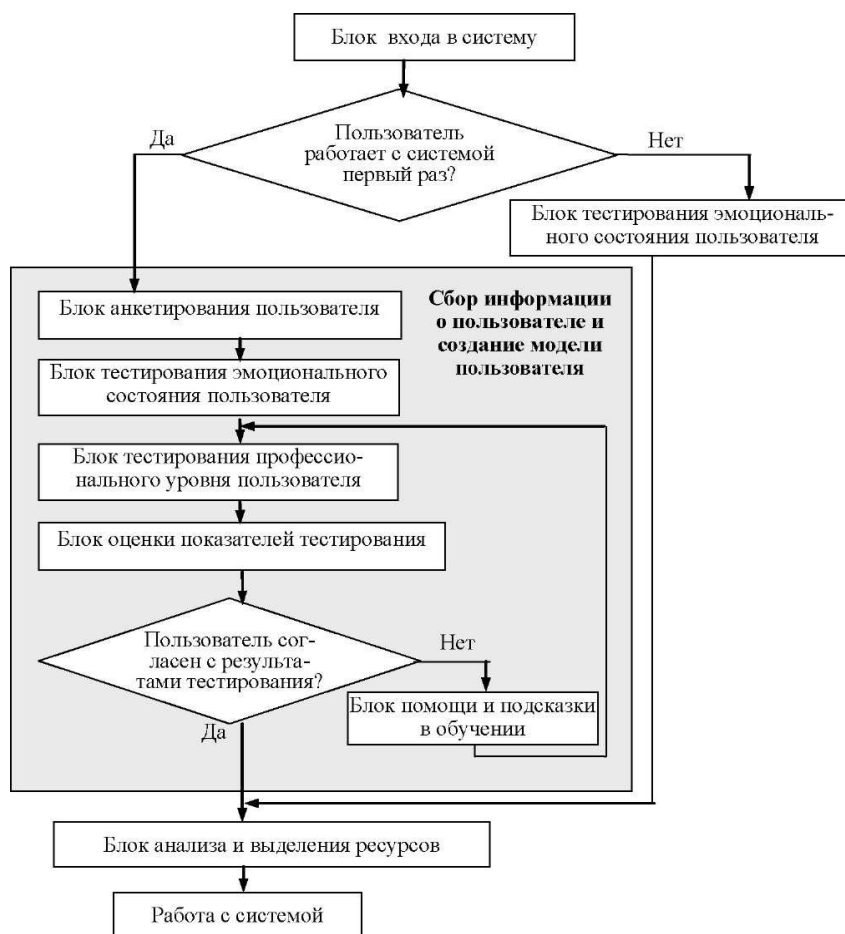 Блок входа в систему
Да
Пользователь
работает с системой
первый раз?
Нет
Блок тестирования эмоциональ-
ного состояния пользователя
Блок анкетирования пользователя
Сбор информации
о пользователе и
создание модели
пользователя
Блок тестирования эмоционального
состояния пользователя
Блок тестирования професcио-
нального уровня пользователя
Блок оценки показателей тестирования
Пользователь сог-
ласен с результа-
тами тестирования?
Нет
Блок помощи и подсказки
в обучении
Да
Блок анализа и выделения ресурсов
Работа с системой